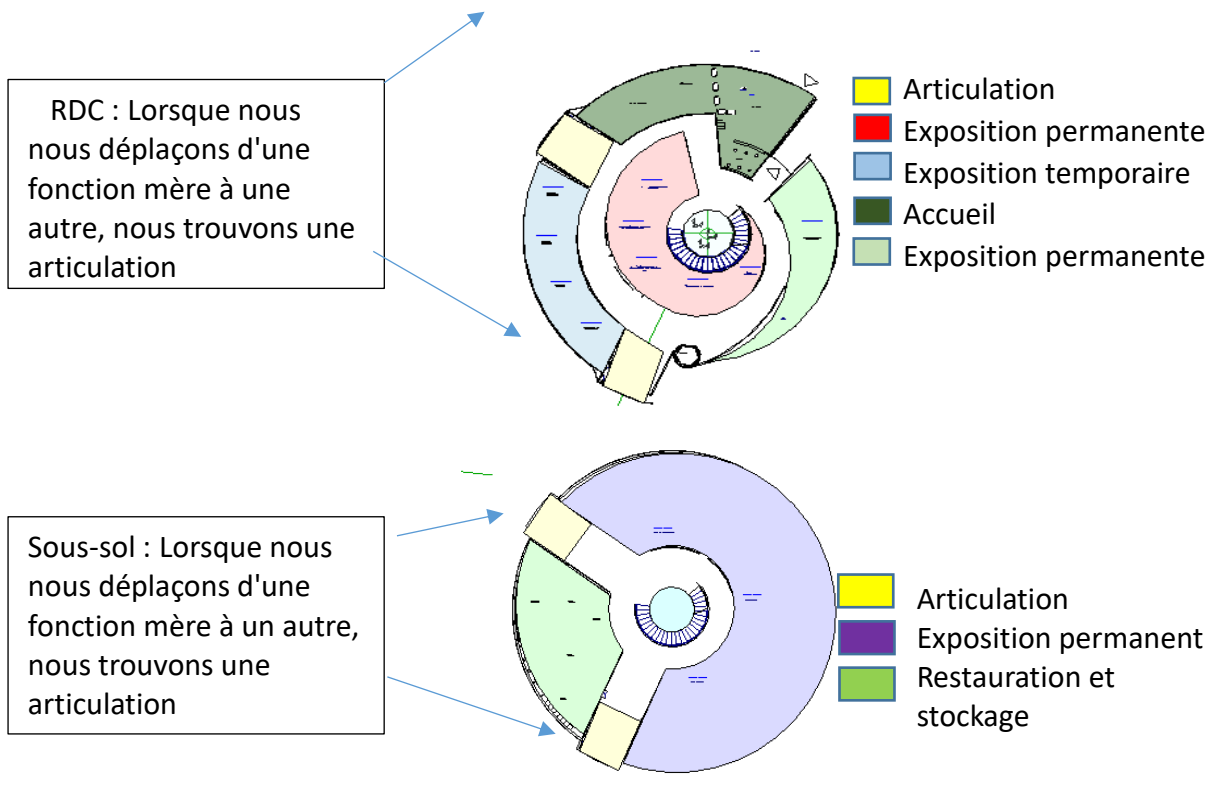 RDC : Lorsque nous
nous déplaçons d'une
fonction mère à une
autre, nous trouvons une
articulation
Articulation
Exposition permanente
Exposition temporaire
Accueil
Exposition permanente
Sous-sol : Lorsque nous
nous déplaçons d'une
fonction mère à un autre,
nous trouvons une
articulation
Articulation
Exposition permanent
Restauration et
stockage